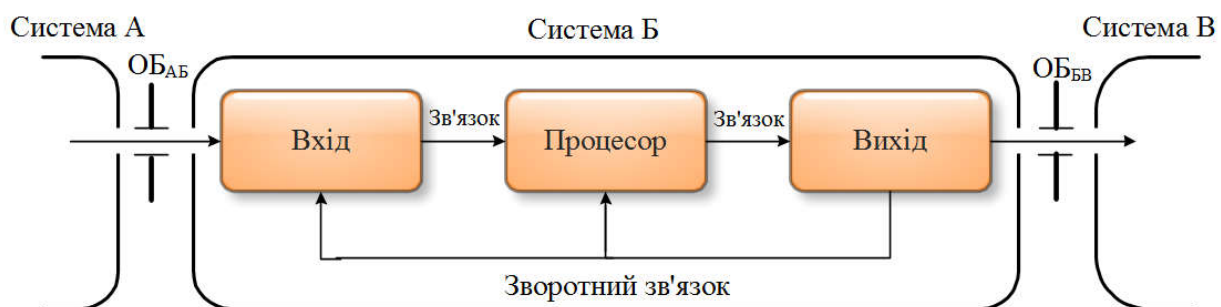 Система А
Система Б
Система В
ОБАБ
ОББВ
Вхід
Зв'язок
Процесор
Зв'язок
Вихід
Зворотний зв'язок